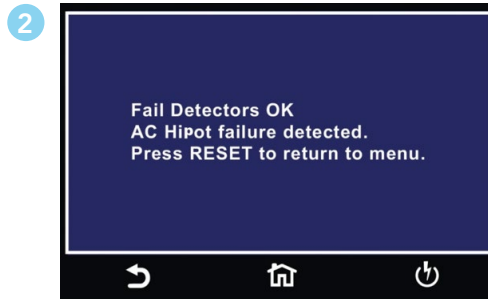 2
Fail Detectors OK
AC Hipot failure detected.
Press RESET to return to menu.